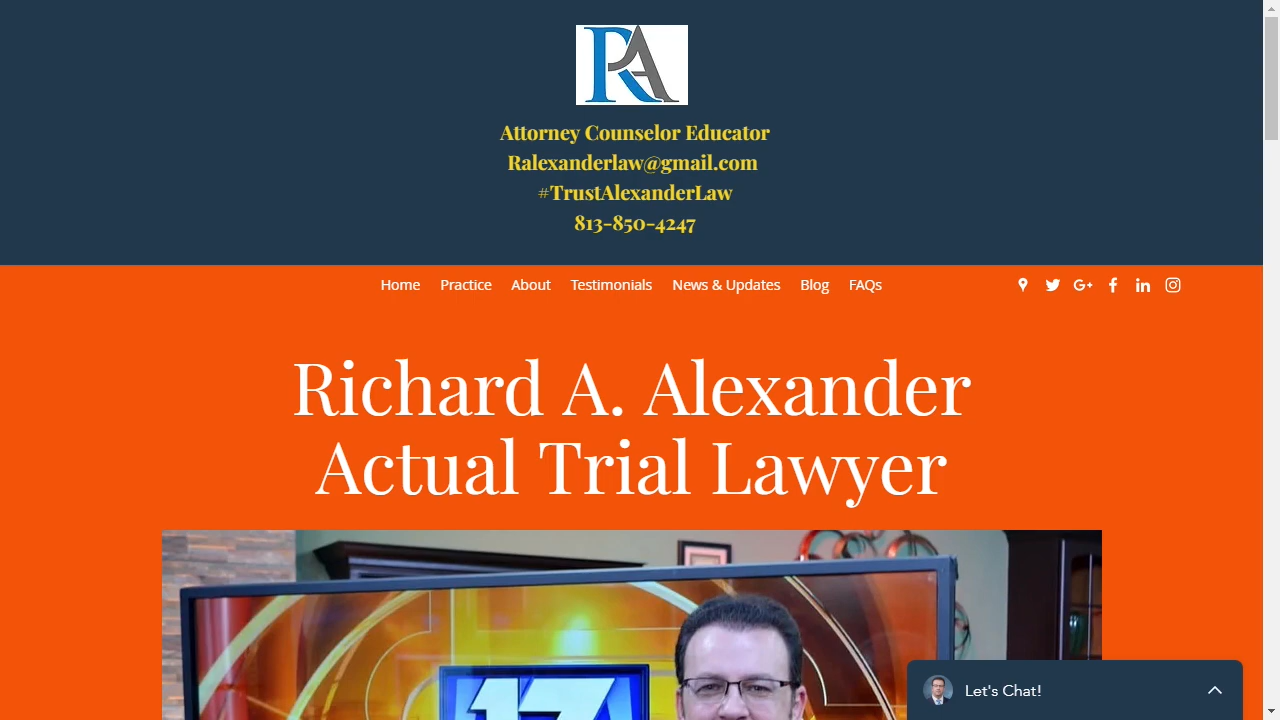 RA
Attorney Counselor Educator
Ralexanderlaw@gmail.com
#TrustAlexanderLaw
813-850-4247
Home Practice About Testimonials News & Updates Blog FAQs
Richard A. Alexander
Actual Trial Lawyer
17
Let's Chat!